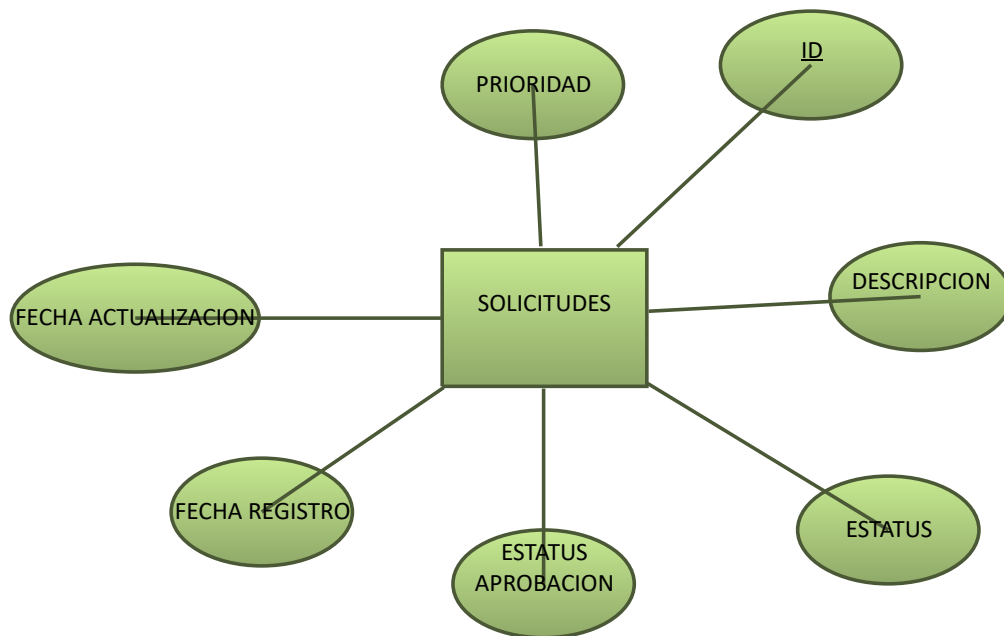 ID
PRIORIDAD
DESCRIPCION
SOLICITUDES
FECHA ACTUALIZACION
FECHA REGISTRO
ESTATUS
ESTATUS
APROBACION